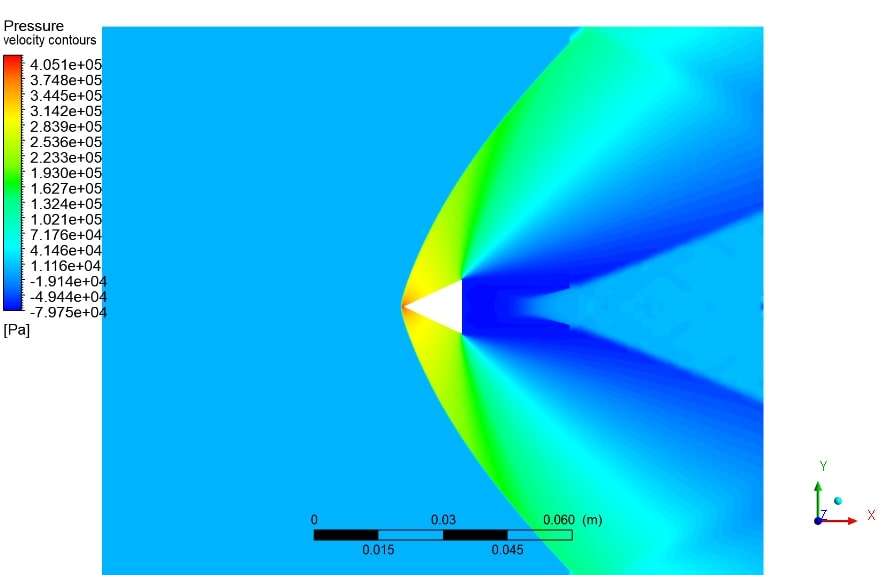 Pressure
velocity contours
4.051e+05
3.748e+05
3.445e+05
3.142e+05
2.839e+05
2.536e+05
2.233e+05
1.930e+05
1.627e+05
1.324e+05
1.021e+05
7.176e+04
4.146e+04
1.116e+04
-1.914e+04
-4.944e+04
-7.975e+04
[Pa]
0 0.03 0.060 (m)
0.015 0.045
Y
Z X